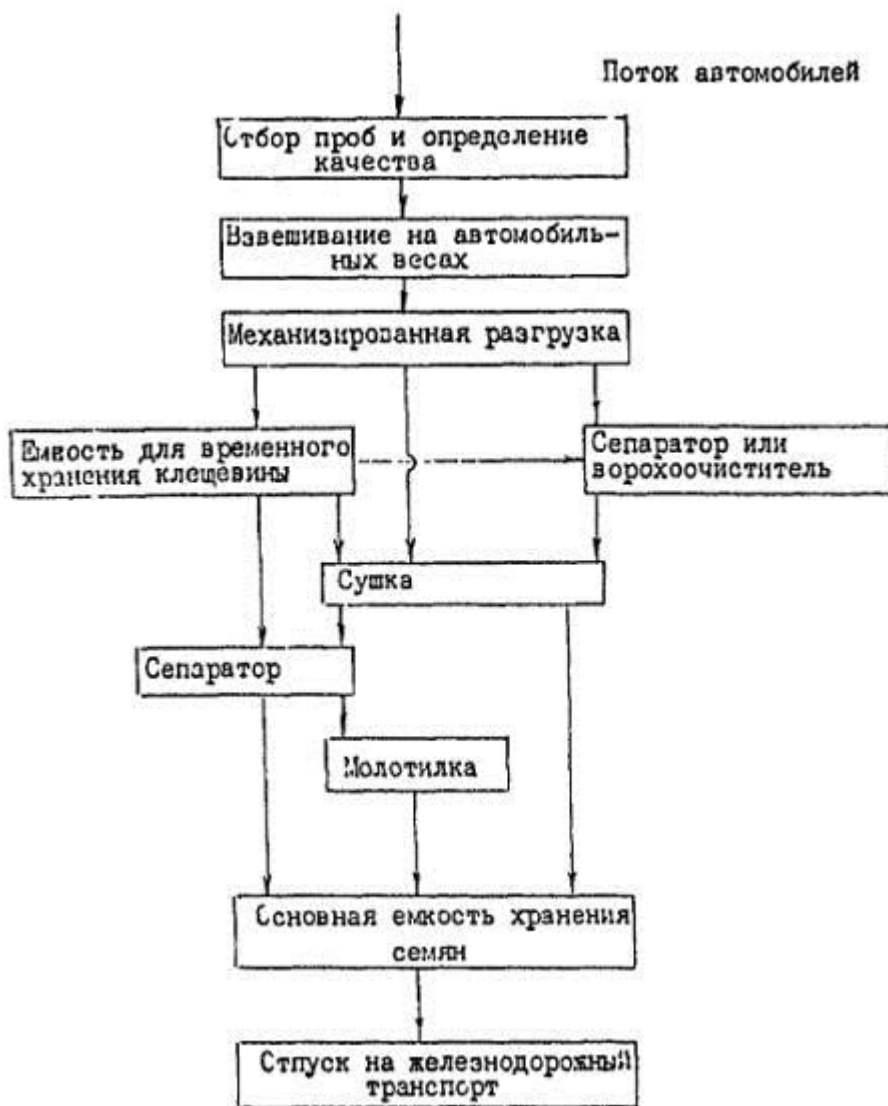 Поток автомобилей
Отбор проб и определение
качества
Взвешивание на автомобиль-
ных весах
Механизированная разгрузка
Емкость для временного
хранения клещевины
Сепаратор или
ворохоочиститель
Сушка
Сепаратор
Молотилка
Основная емкость хранения
семян
Отпуск на железнодорожный
транспорт